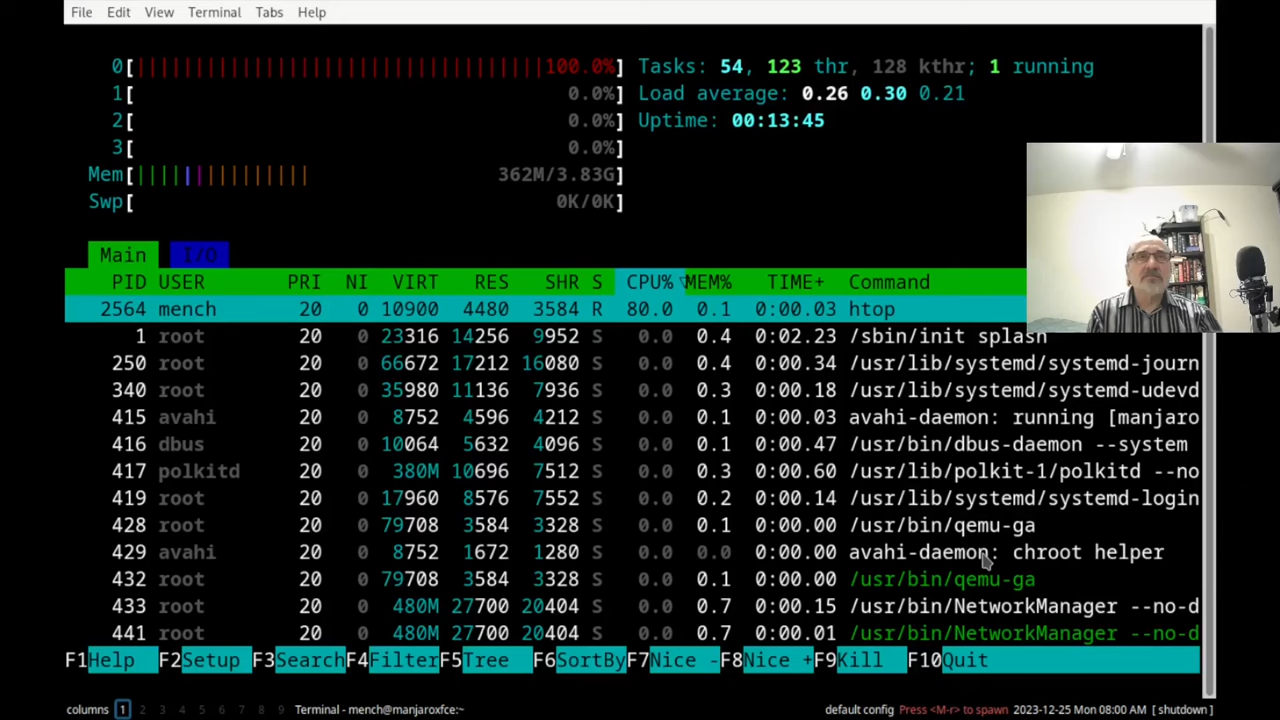 File Edit View Terminal Tabs Help
0[||||||||||||||||||||||||||||||||||100.0%] Tasks: 54, 123 thr, 128 kthr; 1 running
1[ 0.0%] Load average: 0.26 0.30 0.21
2[ 0.0%] Uptime: 00:13:45
3[ 0.0%]
Mem[||||||||||||||| 362M/3.83G]
Swp[ 0K/0K]
Main I/O
PID USER PRI NI VIRT RES SHR S CPU%▽MEM% TIME+ Command
2564 mench 20 0 10900 4480 3584 R 80.0 0.1 0:00.03 htop
1 root 20 0 23316 14256 9952 S 0.0 0.4 0:02.23 /sbin/init splash
250 root 20 0 66672 17212 16080 S 0.0 0.4 0:00.34 /usr/lib/systemd/systemd-journ
340 root 20 0 35980 11136 7936 S 0.0 0.3 0:00.18 /usr/lib/systemd/systemd-udevd
415 avahi 20 0 8752 4596 4212 S 0.0 0.1 0:00.03 avahi-daemon: running [manjaro
416 dbus 20 0 10064 5632 4096 S 0.0 0.1 0:00.47 /usr/bin/dbus-daemon --system
417 polkitd 20 0 380M 10696 7512 S 0.0 0.3 0:00.60 /usr/lib/polkit-1/polkitd --no
419 root 20 0 17960 8576 7552 S 0.0 0.2 0:00.14 /usr/lib/systemd/systemd-login
428 root 20 0 79708 3584 3328 S 0.0 0.1 0:00.00 /usr/bin/qemu-ga
429 avahi 20 0 8752 1672 1280 S 0.0 0.0 0:00.00 avahi-daemon: chroot helper
432 root 20 0 79708 3584 3328 S 0.0 0.1 0:00.00 /usr/bin/qemu-ga
433 root 20 0 480M 27700 20404 S 0.0 0.7 0:00.15 /usr/bin/NetworkManager --no-d
441 root 20 0 480M 27700 20404 S 0.0 0.7 0:00.01 /usr/bin/NetworkManager --no-d
F1Help F2Setup F3Search F4Filter F5Tree F6SortBy F7Nice - F8Nice + F9Kill F10Quit
columns 1 2 3 4 5 6 7 8 9 Terminal - mench@manjaroxfce:~ default config Press <M-r> to spawn 2023-12-25 Mon 08:00 AM [ shutdown ]